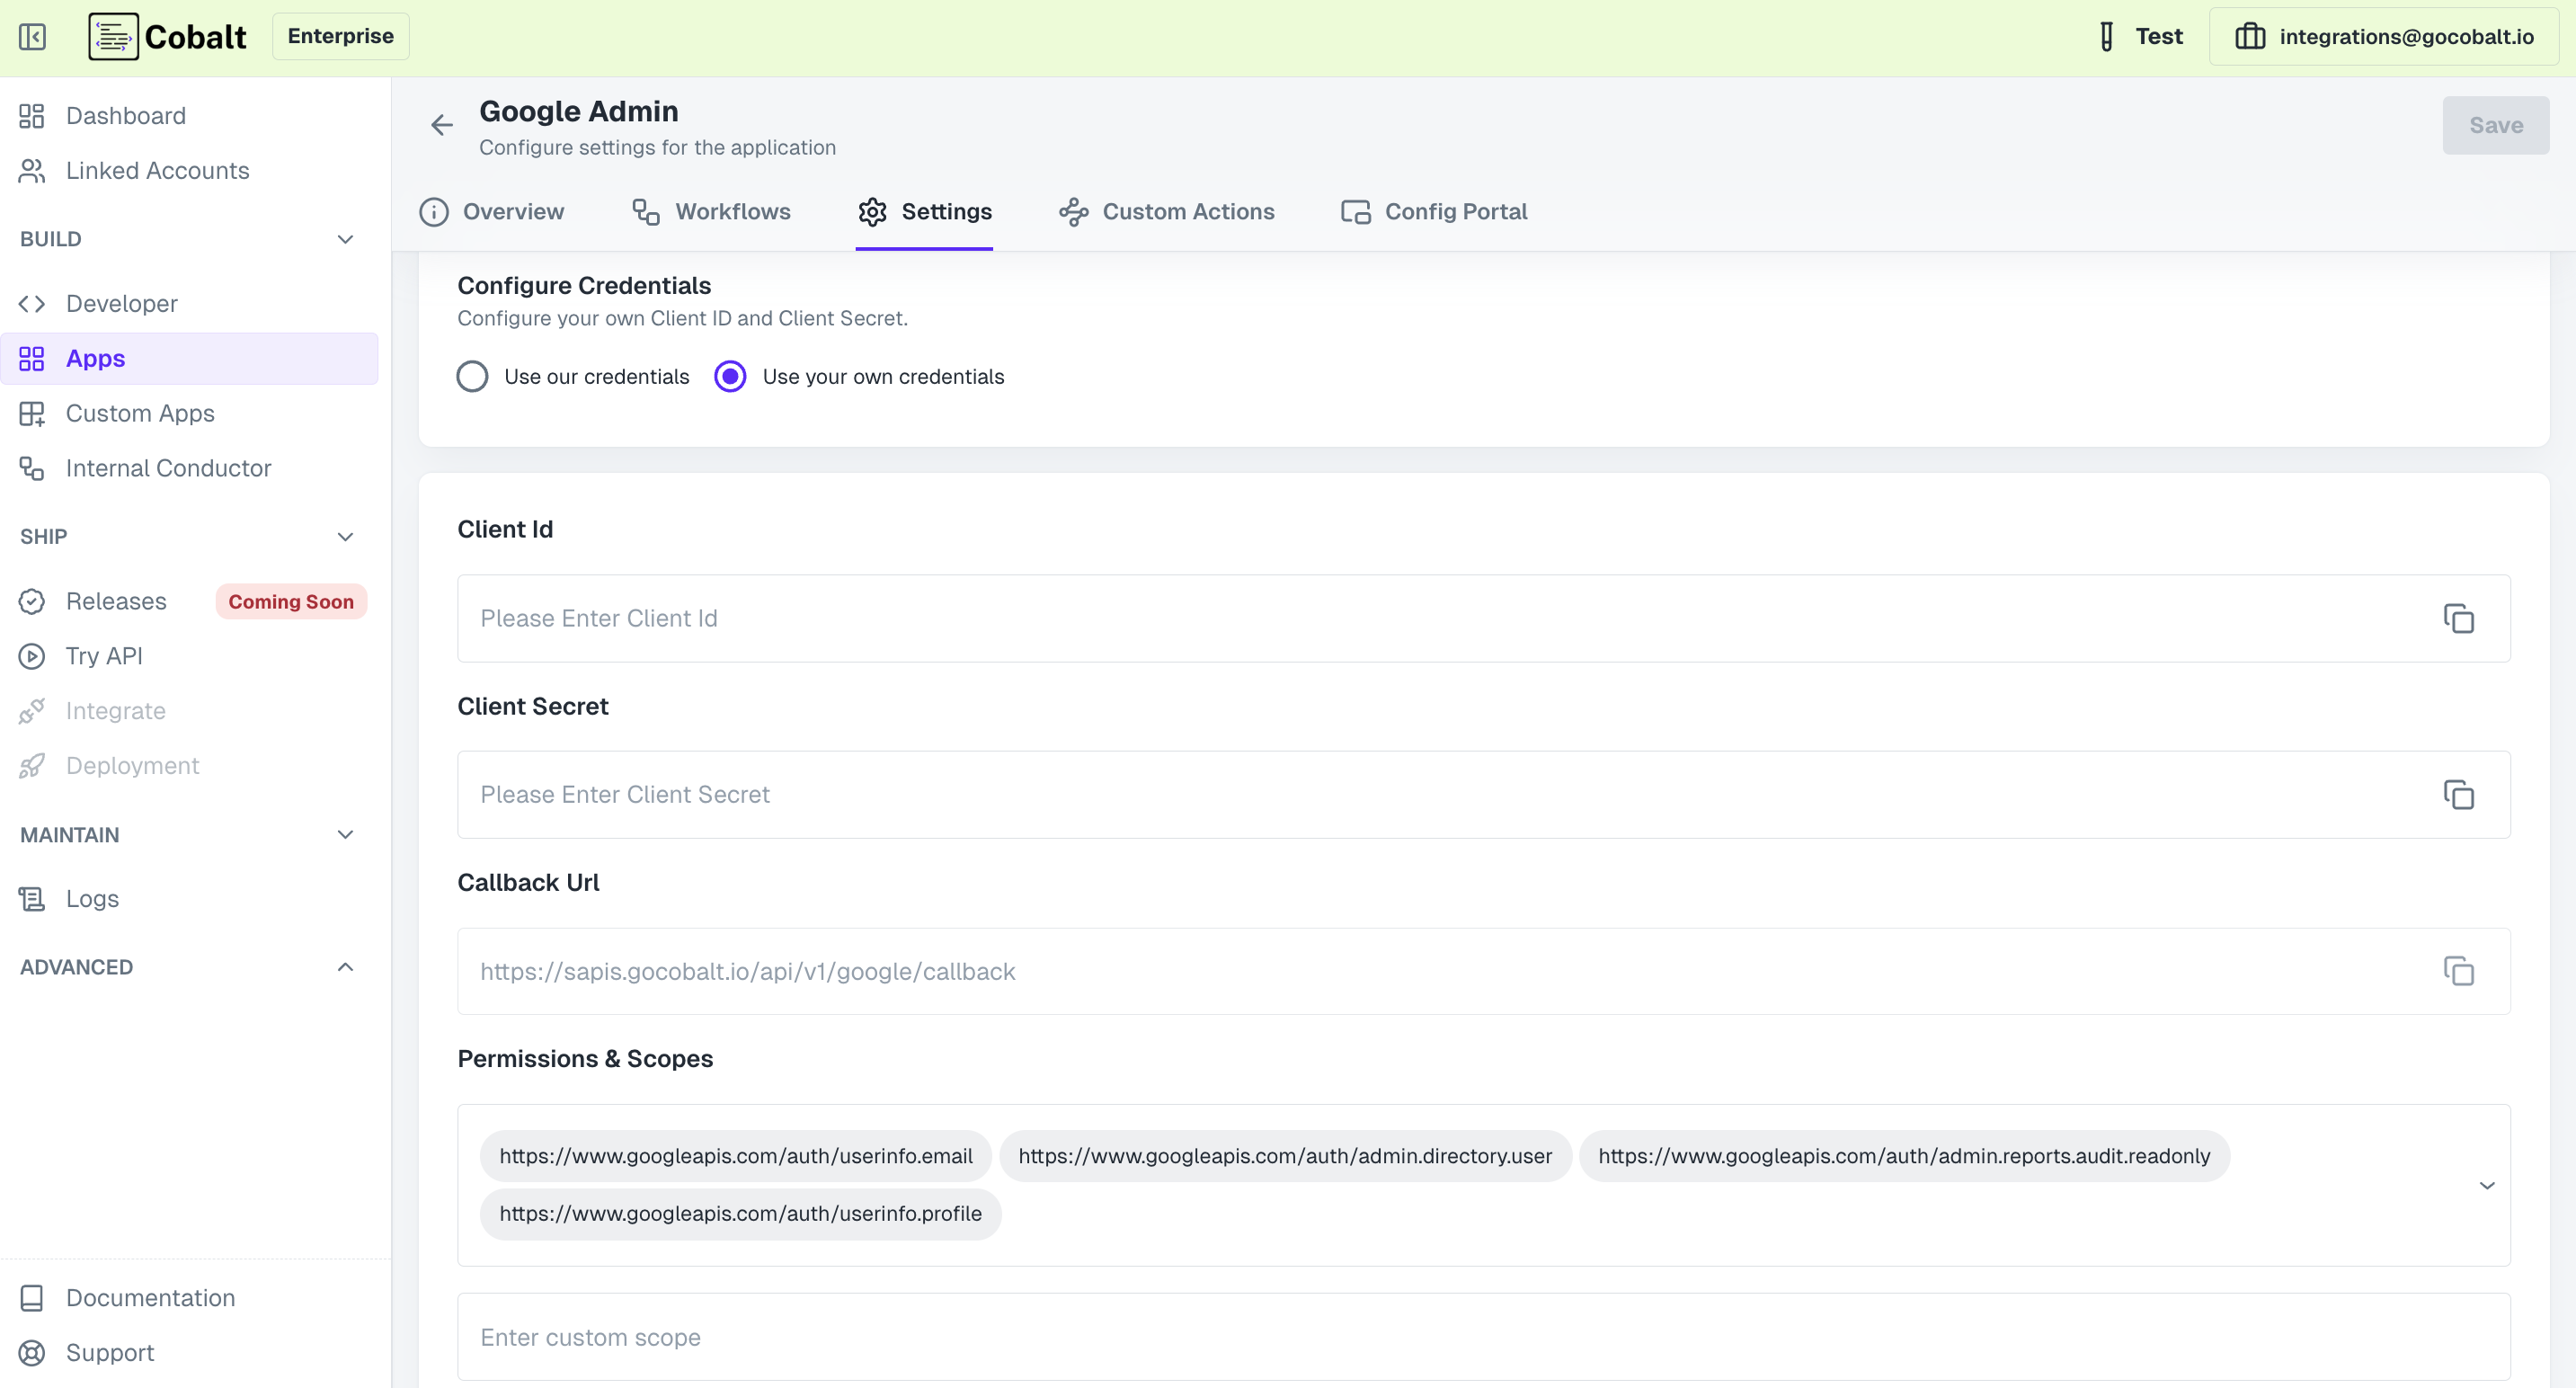 Cobalt
Enterprise
Test
integrations@gocobalt.io
Dashboard
Linked Accounts
BUILD
Developer
Apps
Custom Apps
Internal Conductor
SHIP
Releases
Coming Soon
Try API
Integrate
Deployment
MAINTAIN
Logs
ADVANCED
Documentation
Support
Google Admin
Configure settings for the application
Save
Overview
Workflows
Settings
Custom Actions
Config Portal
Configure Credentials
Configure your own Client ID and Client Secret.
Use our credentials
Use your own credentials
Client Id
Please Enter Client Id
Client Secret
Please Enter Client Secret
Callback Url
https://sapis.gocobalt.io/api/v1/google/callback
Permissions & Scopes
https://www.googleapis.com/auth/userinfo.email
https://www.googleapis.com/auth/admin.directory.user
https://www.googleapis.com/auth/admin.reports.audit.readonly
https://www.googleapis.com/auth/userinfo.profile
Enter custom scope